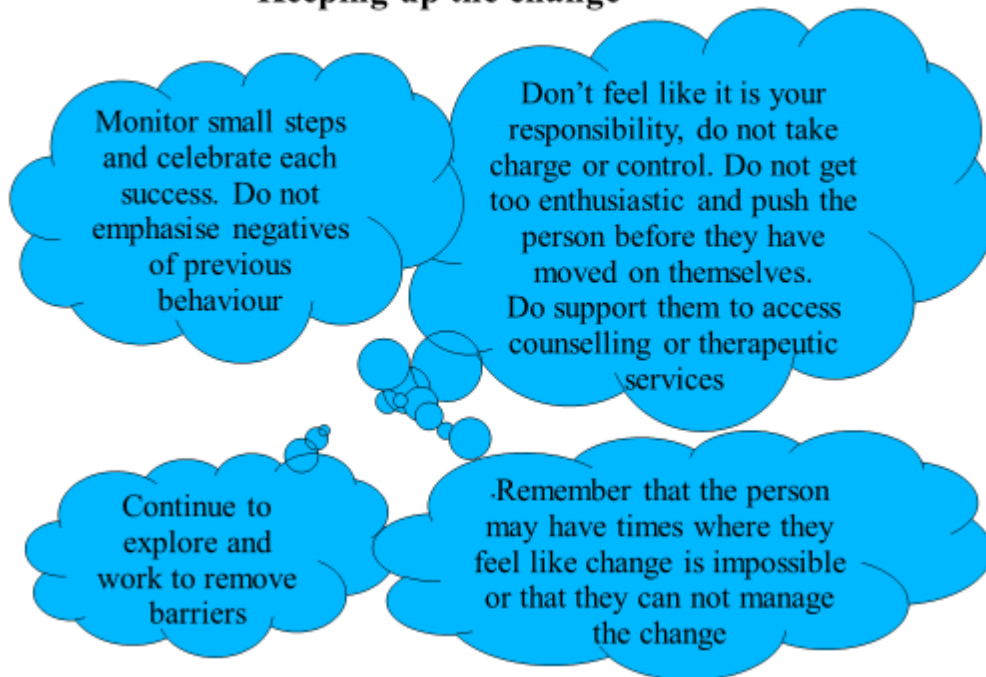 Keeping up the change
Monitor small steps
and celebrate each
success. Do not
emphasise negatives
of previous
behaviour
Don’t feel like it is your
responsibility, do not take
charge or control. Do not get
too enthusiastic and push the
person before they have
moved on themselves.
Do support them to access
counselling or therapeutic
services
Continue to
explore and
work to remove
barriers
.Remember that the person
may have times where they
feel like change is impossible
or that they can not manage
the change